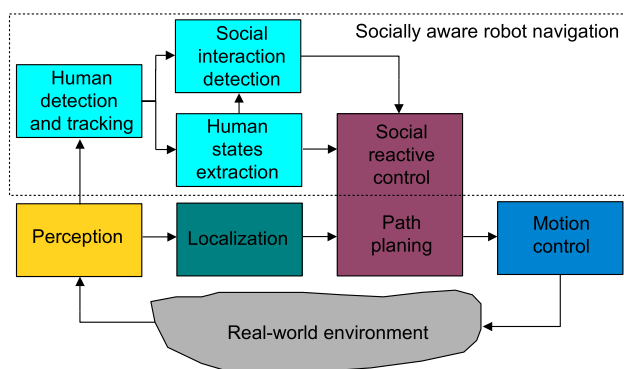 Socially aware robot navigation
Social
interaction
detection
Human
detection
and tracking
Human
states
extraction
Social
reactive
control
Perception
Localization
Path
planing
Motion
control
Real-world environment